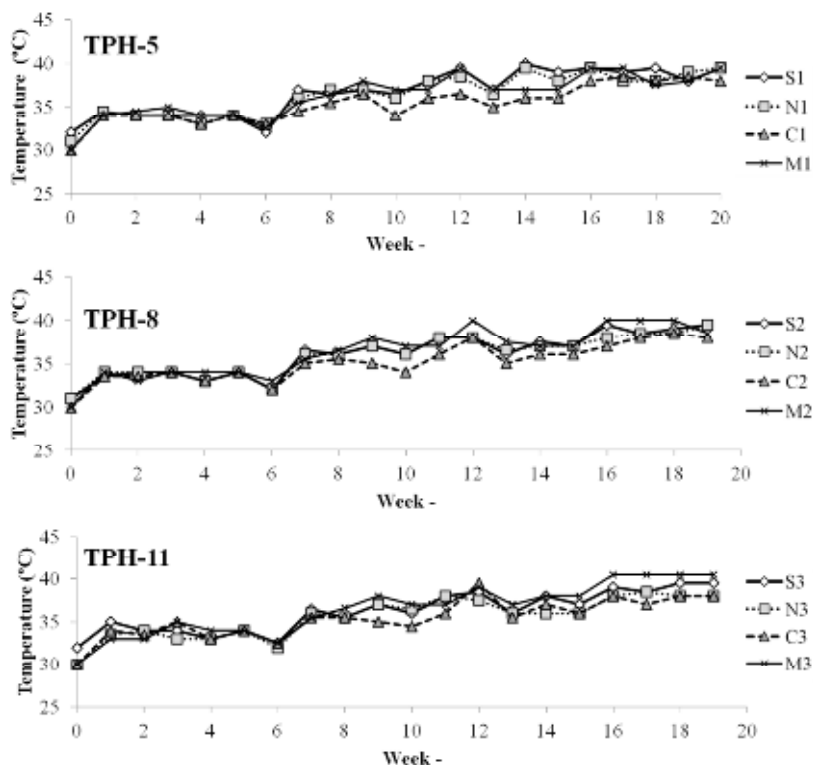 TPH-5
Temperature (°C)
45
40
35
30
25
0 2 4 6 8 10 12 14 16 18 20
Week -
S1
N1
C1
M1
TPH-8
Temperature (°C)
45
40
35
30
25
0 2 4 6 8 10 12 14 16 18 20
Week -
S2
N2
C2
M2
TPH-11
Temperature (°C)
45
40
35
30
25
0 2 4 6 8 10 12 14 16 18 20
Week -
S3
N3
C3
M3